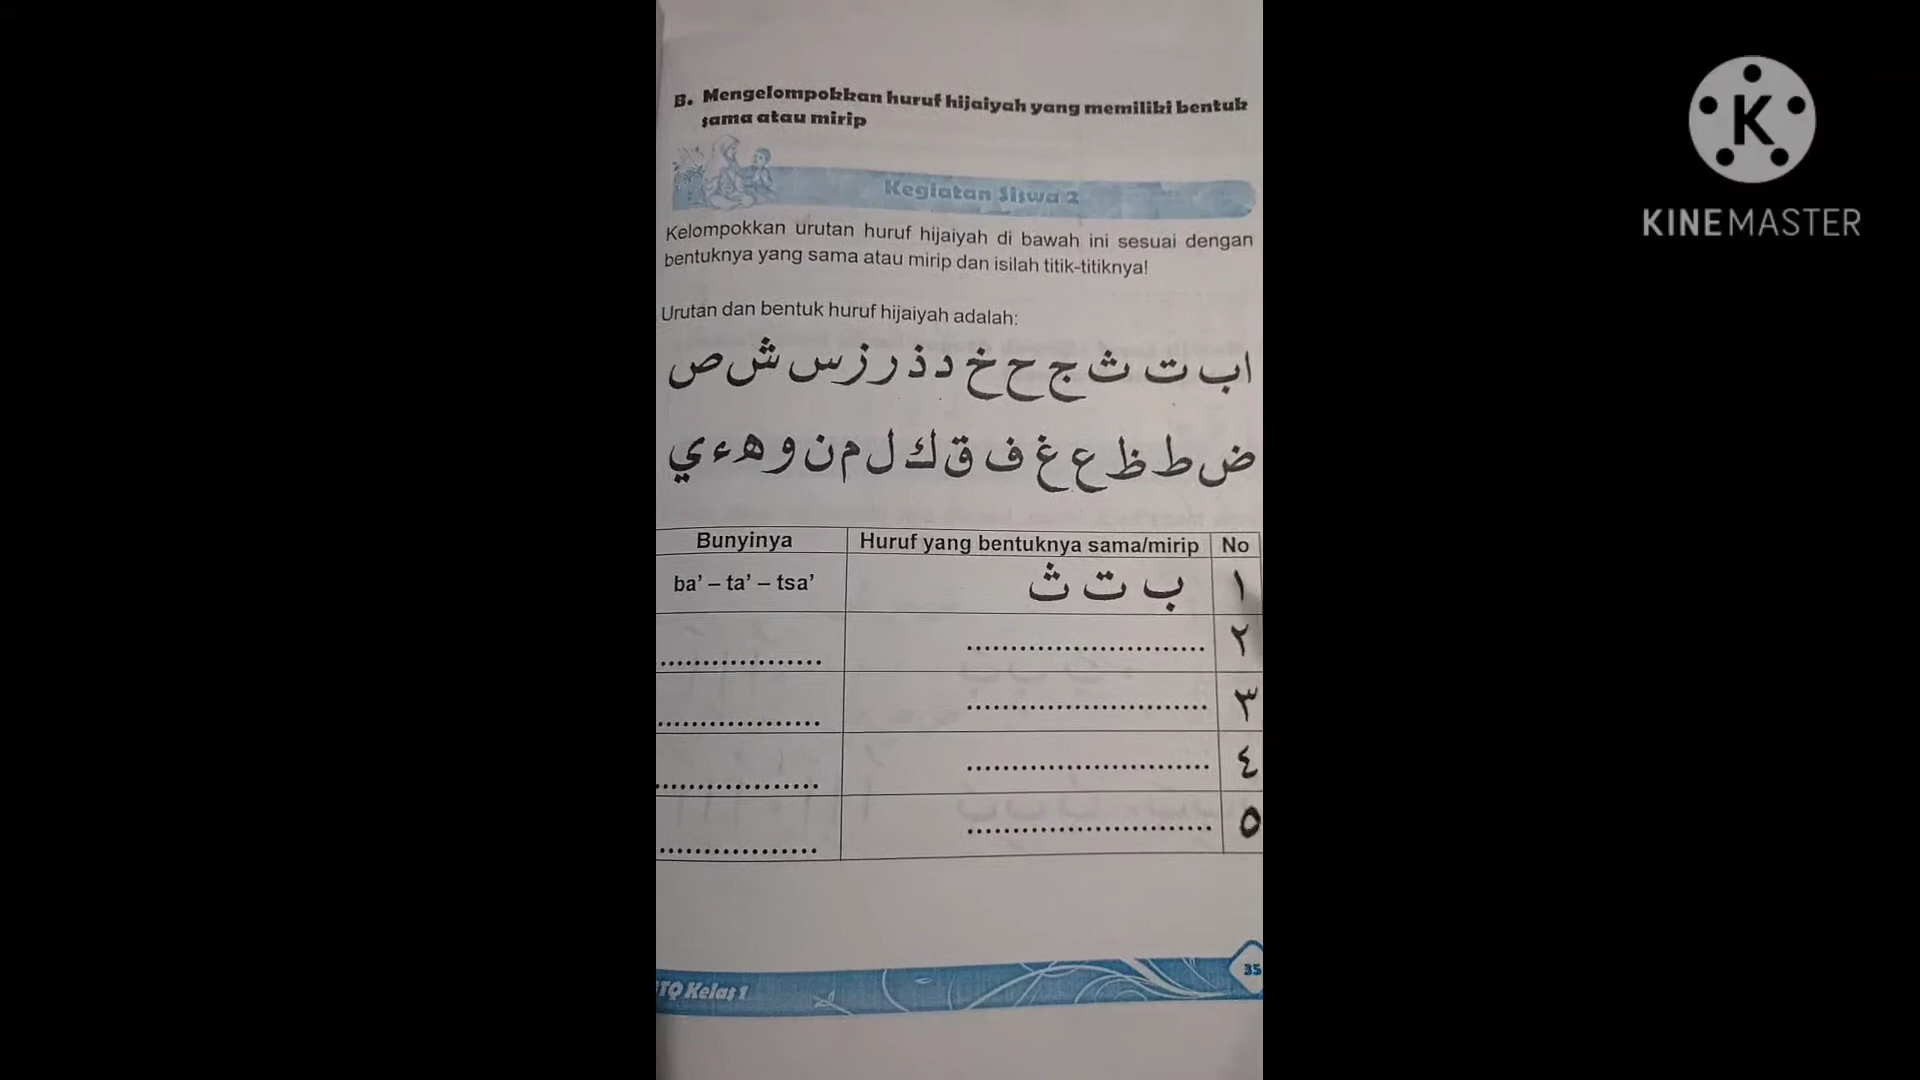 B. Mengelompokkan huruf hijaiyah yang memiliki bentuk
sama atau mirip
Kegiatan Siswa 2
Kelompokkan urutan huruf hijaiyah di bawah ini sesuai dengan
bentuknya yang sama atau mirip dan isilah titik-titiknya!
Urutan dan bentuk huruf hijaiyah adalah:
ا ب ت ث ج ح خ د ذ ر ز س ش ص
ض ط ظ ع غ ف ق ك ل م ن و ه ء ي
Bunyinya Huruf yang bentuknya sama/mirip No
ba’ – ta’ – tsa’ ب ت ث ١
.................. ........................... ٢
.................. ........................... ٣
.................. ........................... ٤
.................. ........................... ٥
TQ Kelas 1 35
KINEMASTER